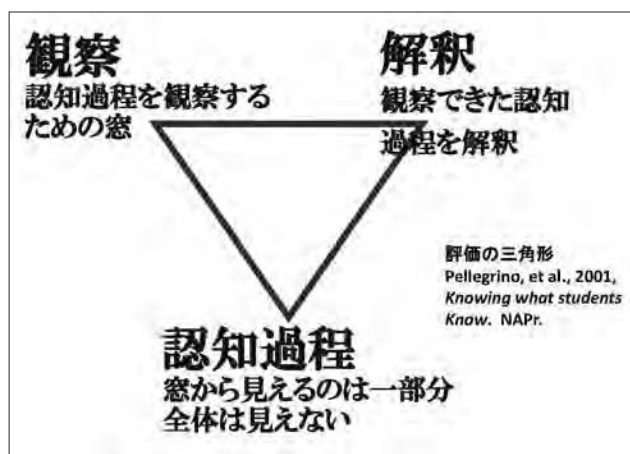 観察
認知過程を観察する
ための窓
解釈
観察できた認知
過程を解釈
評価の三角形
Pellegrino, et al., 2001,
Knowing what students
Know. NAPr.
認知過程
窓から見えるのは一部分
全体は見えない